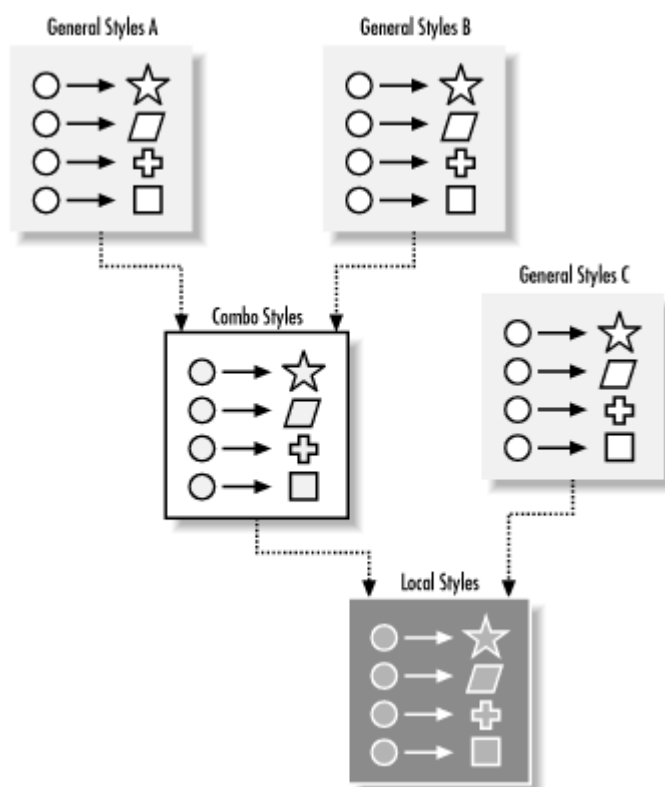 General Styles A
General Styles B
General Styles C
Combo Styles
Local Styles